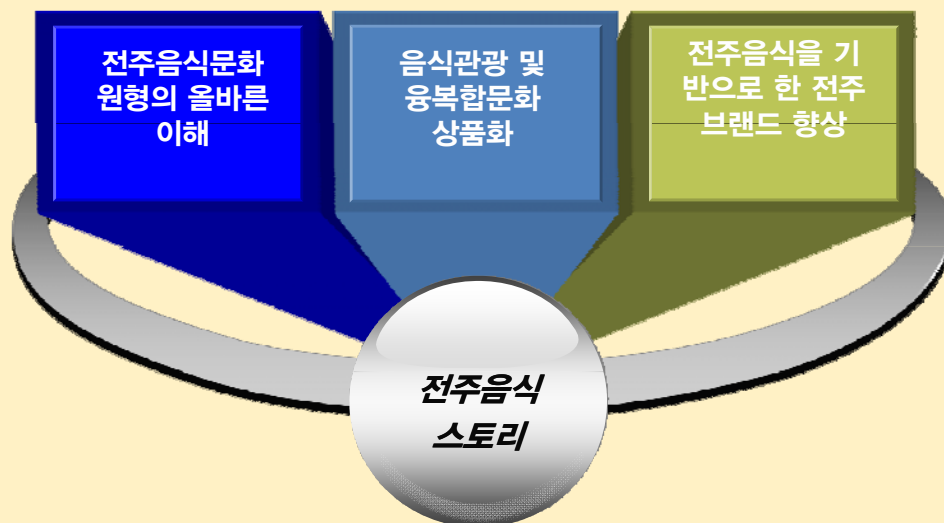 전주음식문화
원형의 올바른
이해
음식관광 및
융복합문화
상품화
전주음식을 기
반으로 한 전주
브랜드 향상
전주음식
스토리